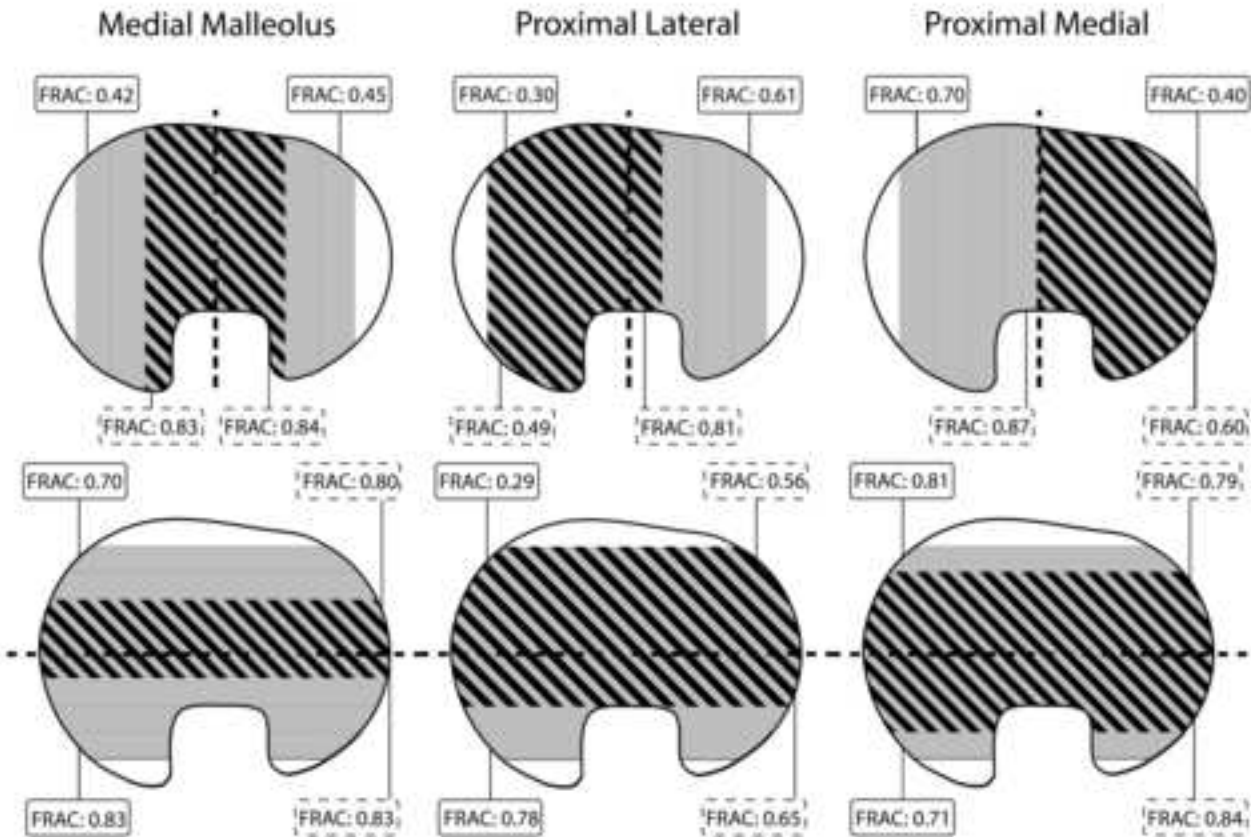 Medial Malleolus
Proximal Lateral
Proximal Medial
FRAC: 0.42
FRAC: 0.45
FRAC: 0.30
FRAC: 0.61
FRAC: 0.70
FRAC: 0.40
FRAC: 0.83
FRAC: 0.84
FRAC: 0.49
FRAC: 0.81
FRAC: 0.87
FRAC: 0.60
FRAC: 0.70
FRAC: 0.80
FRAC: 0.29
FRAC: 0.56
FRAC: 0.81
FRAC: 0.79
FRAC: 0.83
FRAC: 0.83
FRAC: 0.78
FRAC: 0.65
FRAC: 0.71
FRAC: 0.84